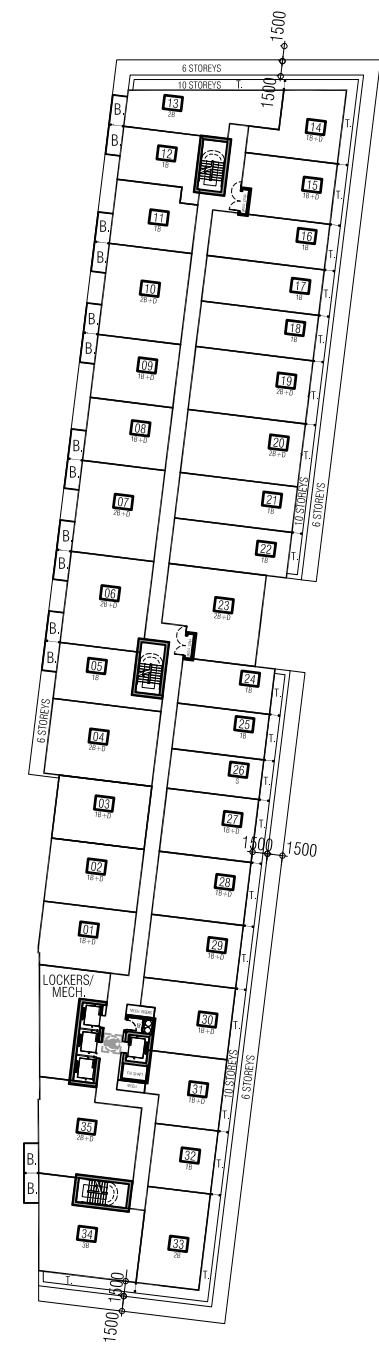 1500
6 STOREYS
10 STOREYS T.
1500
B.
13
2B
T.
14
1B+D
B.
12
1B
15
1B+D
T.
11
1B
B.
16
1B
T.
B.
10
2B+D
17
1B
T.
B.
18
1B
T.
B.
09
1B+D
19
2B+D
T.
08
1B+D
20
2B+D
T.
B.
B.
07
2B+D
21
1B
10 STOREYS
6 STOREYS
B.
22
1B
T.
B.
06
2B+D
23
2B+D
B.
B.
05
1B
24
1B
T.
6 STOREYS
04
2B+D
25
1B
T.
26
S
T.
03
1B+D
27
1B+D
T.
1500
1500
02
1B+D
28
1B+D
T.
01
1B+D
29
1B+D
T.
LOCKERS/
MECH.
30
1B+D
10 STOREYS
6 STOREYS
31
1B+D
T.
35
2B+D
32
1B
T.
B.
B.
34
3B
33
2B
T.
T.
1500
1500